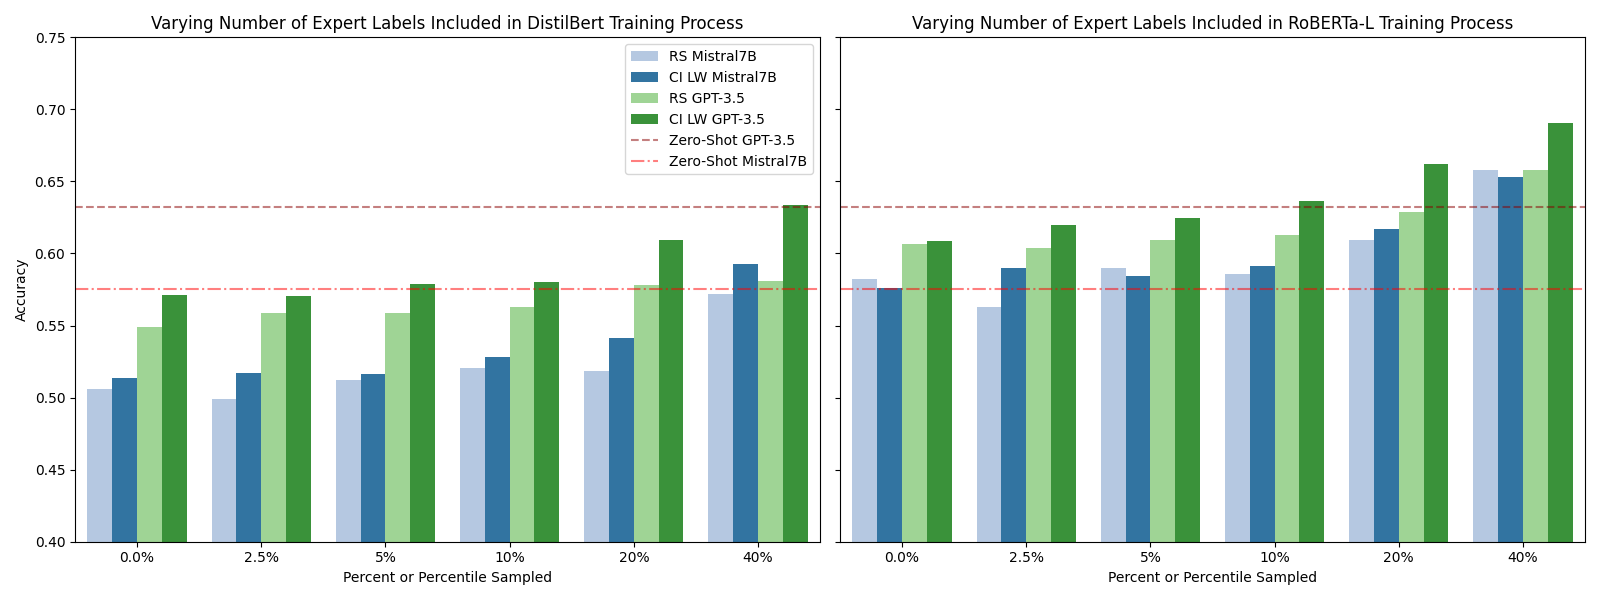 Varying Number of Expert Labels Included in DistilBert Training Process
Varying Number of Expert Labels Included in RoBERTa-L Training Process
Accuracy
0.75
0.70
0.65
0.60
0.55
0.50
0.45
0.40
RS Mistral7B
CI LW Mistral7B
RS GPT-3.5
CI LW GPT-3.5
Zero-Shot GPT-3.5
Zero-Shot Mistral7B
0.0% 2.5% 5% 10% 20% 40%
Percent or Percentile Sampled
0.0% 2.5% 5% 10% 20% 40%
Percent or Percentile Sampled